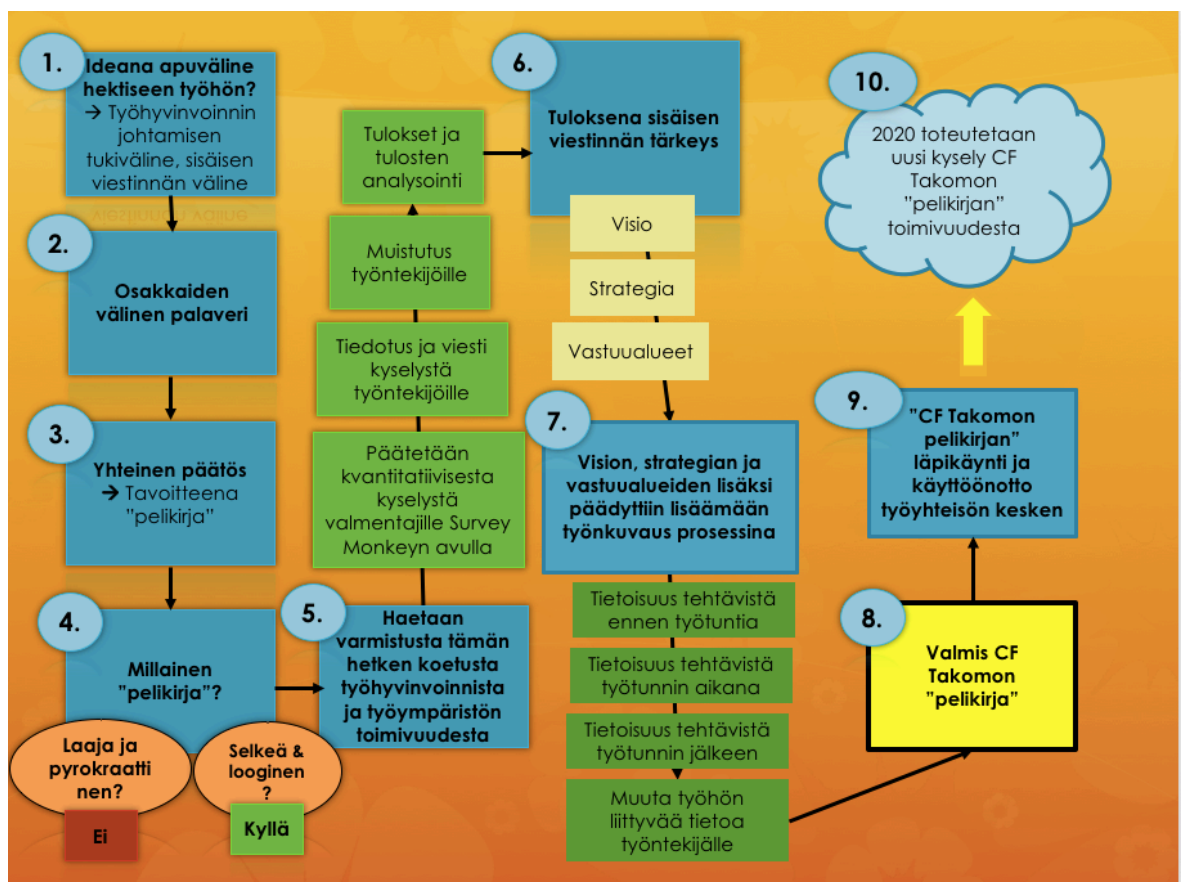 1.
Ideana apuväline
hektiseen työhön?
→ Työhyvinvoinnin
johtamisen
tukiväline, sisäisen
viestinnän väline
2.
Osakkaiden
välinen palaveri
3.
Yhteinen päätös
→ Tavoitteena
”pelikirja”
4.
Millainen
”pelikirja”?
Laaja ja
pyrokraatti
nen?
Ei
Selkeä &
looginen
?
Kyllä
5.
Haetaan
varmistusta tämän
hetken koetusta
työhyvinvoinnista
ja työympäristön
toimivuudesta
Päätetään
kvantitatiivisesta
kyselystä
valmentajille Survey
Monkeyn avulla
Tiedotus ja viesti
kyselystä
työntekijöille
Muistutus
työntekijöille
Tulokset ja
tulosten
analysointi
6.
Tuloksena sisäisen
viestinnän tärkeys
Visio
Strategia
Vastuualueet
7.
Vision, strategian ja
vastuualueiden lisäksi
päädyttiin lisäämään
työnkuvaus prosessina
Tietoisuus tehtävistä
ennen työtuntia
Tietoisuus tehtävistä
työtunnin aikana
Tietoisuus tehtävistä
työtunnin jälkeen
Muuta työhön
liittyvää tietoa
työntekijälle
8.
Valmis CF
Takomon
”pelikirja”
9.
”CF Takomon
pelikirjan”
läpikäynti ja
käyttöönotto
työyhteisön kesken
10.
2020 toteutetaan
uusi kysely CF
Takomon
”pelikirjan”
toimivuudesta